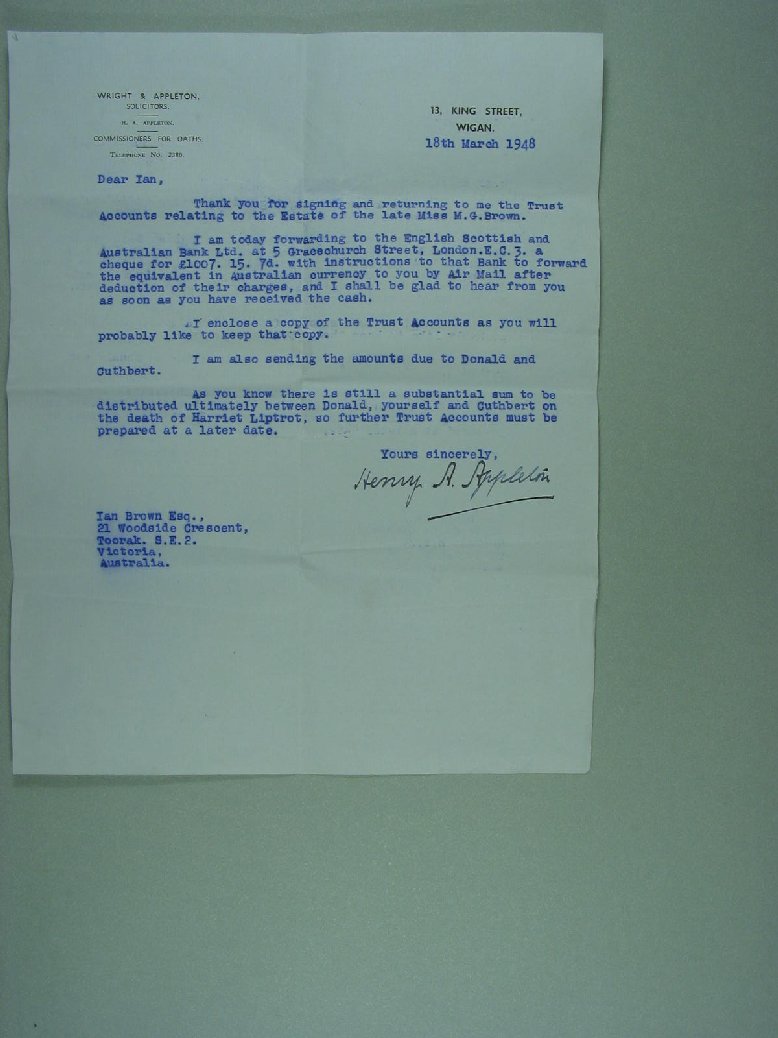 WRIGHT & APPLETON,
SOLICITORS.
H. A. APPLETON.
COMMISSIONERS FOR OATHS.
TELEPHONE NO.
13, KING STREET,
WIGAN.
18th March 1948
Dear Ian,
Thank you for signing and returning to me the Trust
Accounts relating to the Estate of the late Miss M.G.Brown.
I am today forwarding to the English Scottish and
Australian Bank Ltd. at 5 Gracechurch Street, London.E.C.3. a
cheque for £1007. 15. 7d. with instructions to that Bank to forward
the equivalent in Australian currency to you by Air Mail after
deduction of their charges, and I shall be glad to hear from you
as soon as you have received the cash.
I enclose a copy of the Trust Accounts as you will
probably like to keep that copy.
I am also sending the amounts due to Donald and
Cuthbert.
As you know there is still a substantial sum to be
distributed ultimately between Donald, yourself and Cuthbert on
the death of Harriet Liptrot, so further Trust Accounts must be
prepared at a later date.
Yours sincerely,
Henry A. Appleton
Ian Brown Esq.,
21 Woodside Crescent,
Toorak. S.E.2.
Victoria,
Australia.